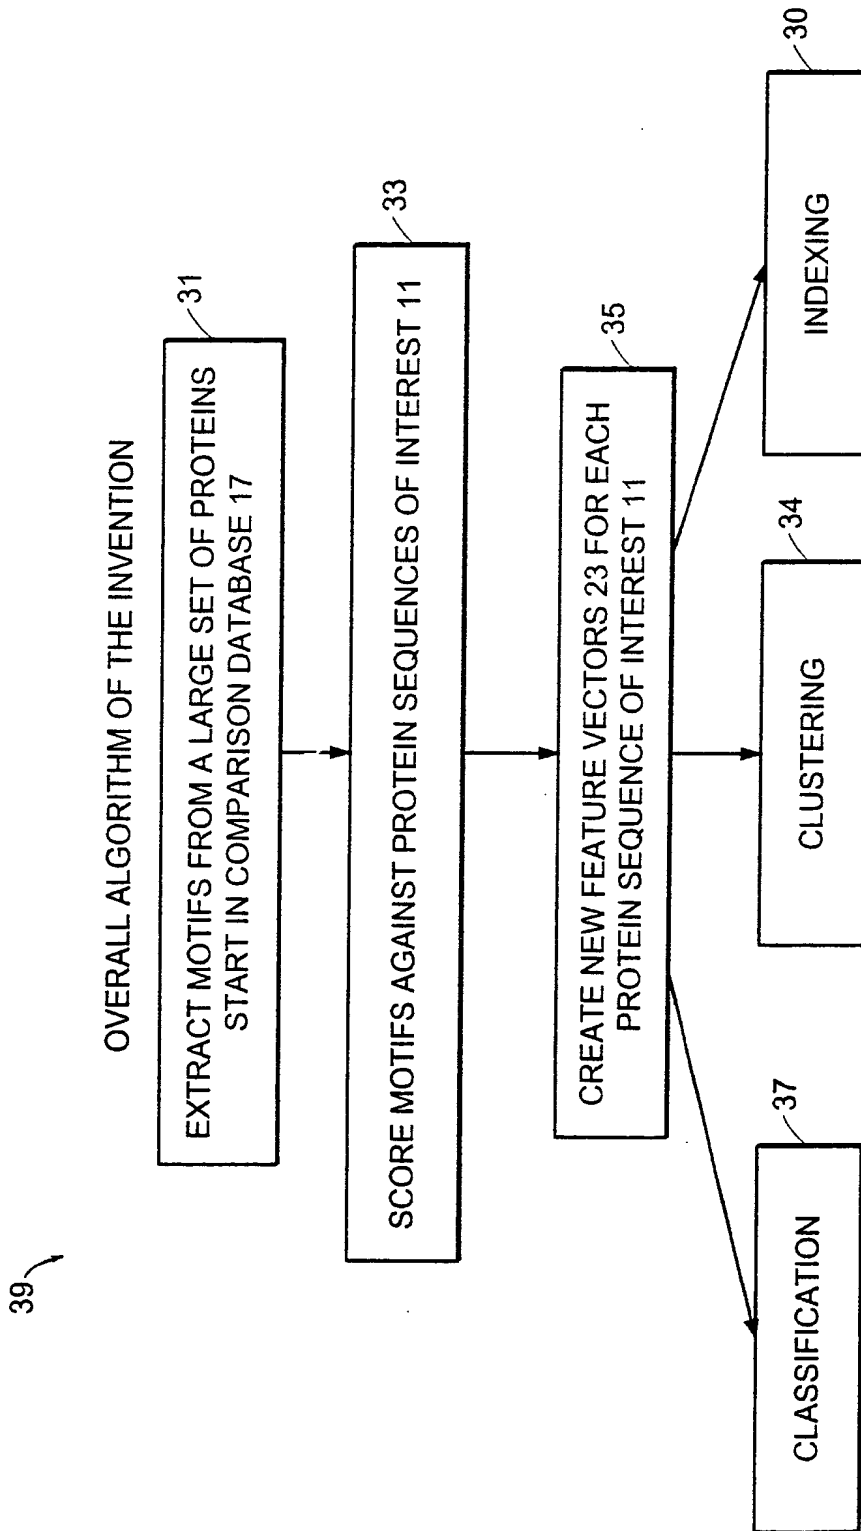 39
OVERALL ALGORITHM OF THE INVENTION
31
EXTRACT MOTIFS FROM A LARGE SET OF PROTEINS
START IN COMPARISON DATABASE 17
33
SCORE MOTIFS AGAINST PROTEIN SEQUENCES OF INTEREST 11
35
CREATE NEW FEATURE VECTORS 23 FOR EACH
PROTEIN SEQUENCE OF INTEREST 11
37
CLASSIFICATION
34
CLUSTERING
30
INDEXING